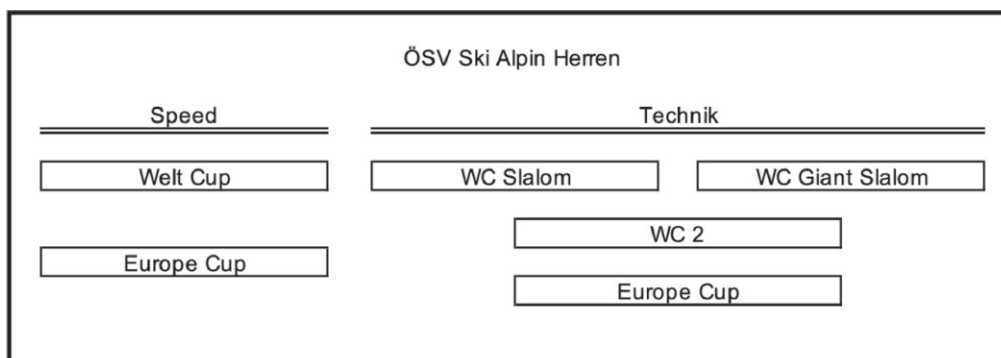 ÖSV Ski Alpin Herren
Speed
Technik
Welt Cup
WC Slalom
WC Giant Slalom
WC 2
Europe Cup
Europe Cup